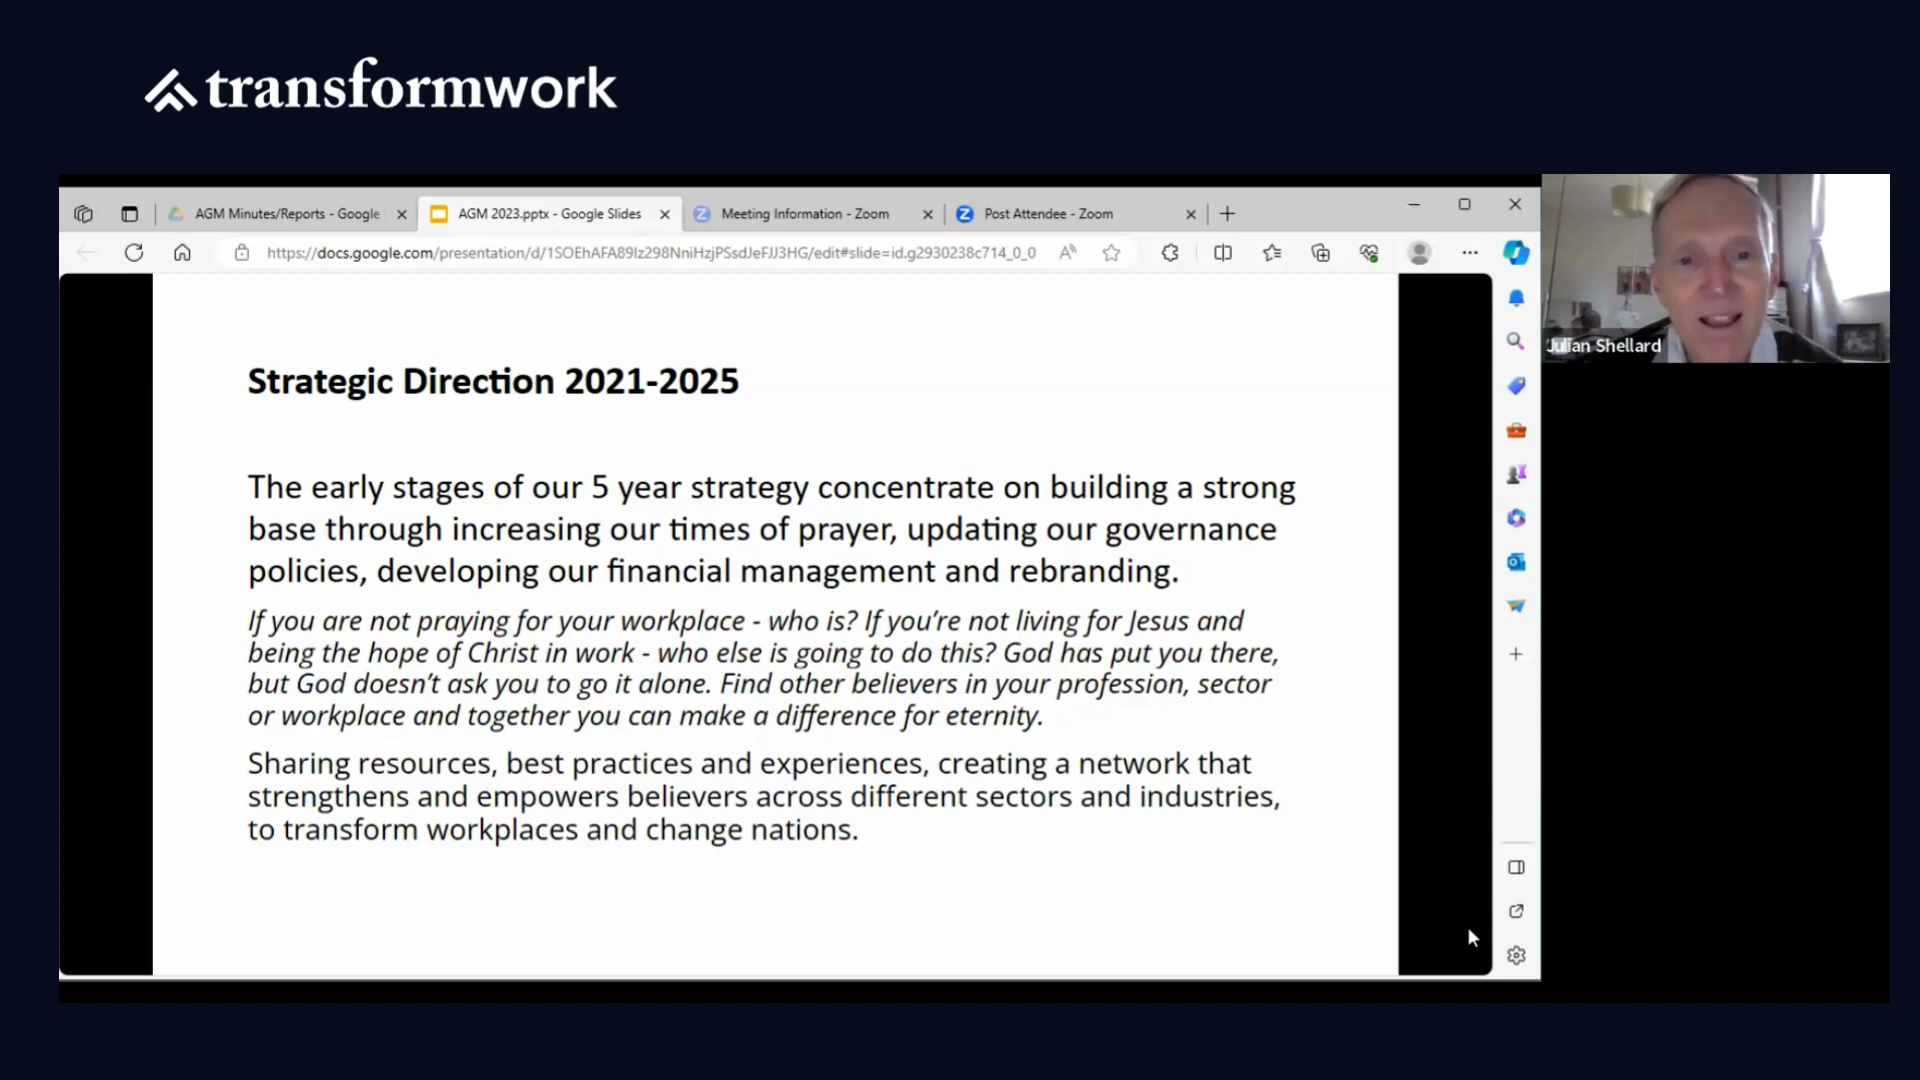 transformwork
AGM Minutes/Reports - Google
AGM 2023.pptx - Google Slides
Meeting Information - Zoom
Post Attendee - Zoom
https://docs.google.com/presentation/d/1SOEhAFA89lz298NniHzjPSsdJeFJJ3HG/edit#slide=id.g2930238c714_0_0
Julian Shellard
Strategic Direction 2021-2025
The early stages of our 5 year strategy concentrate on building a strong
base through increasing our times of prayer, updating our governance
policies, developing our financial management and rebranding.
If you are not praying for your workplace - who is? If you’re not living for Jesus and
being the hope of Christ in work - who else is going to do this? God has put you there,
but God doesn’t ask you to go it alone. Find other believers in your profession, sector
or workplace and together you can make a difference for eternity.
Sharing resources, best practices and experiences, creating a network that
strengthens and empowers believers across different sectors and industries,
to transform workplaces and change nations.